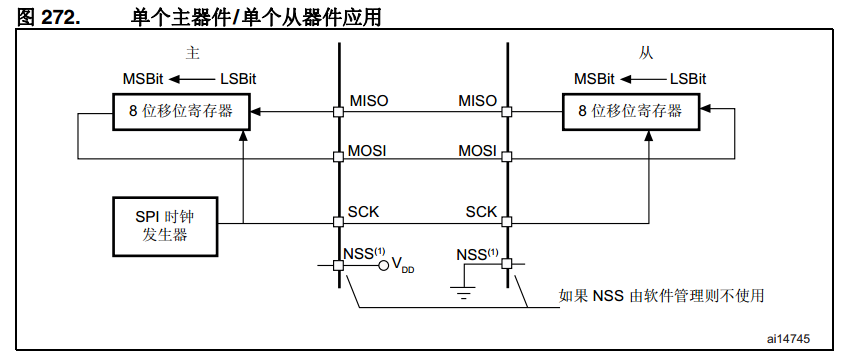 图 272. 单个主器件/单个从器件应用
主 从
MSBit LSBit MSBit LSBit
8 位移位寄存器 MISO MISO 8 位移位寄存器
MOSI MOSI
SPI 时钟 SCK SCK
发生器
NSS(1) VDD NSS(1)
如果 NSS 由软件管理则不使用
ai14745